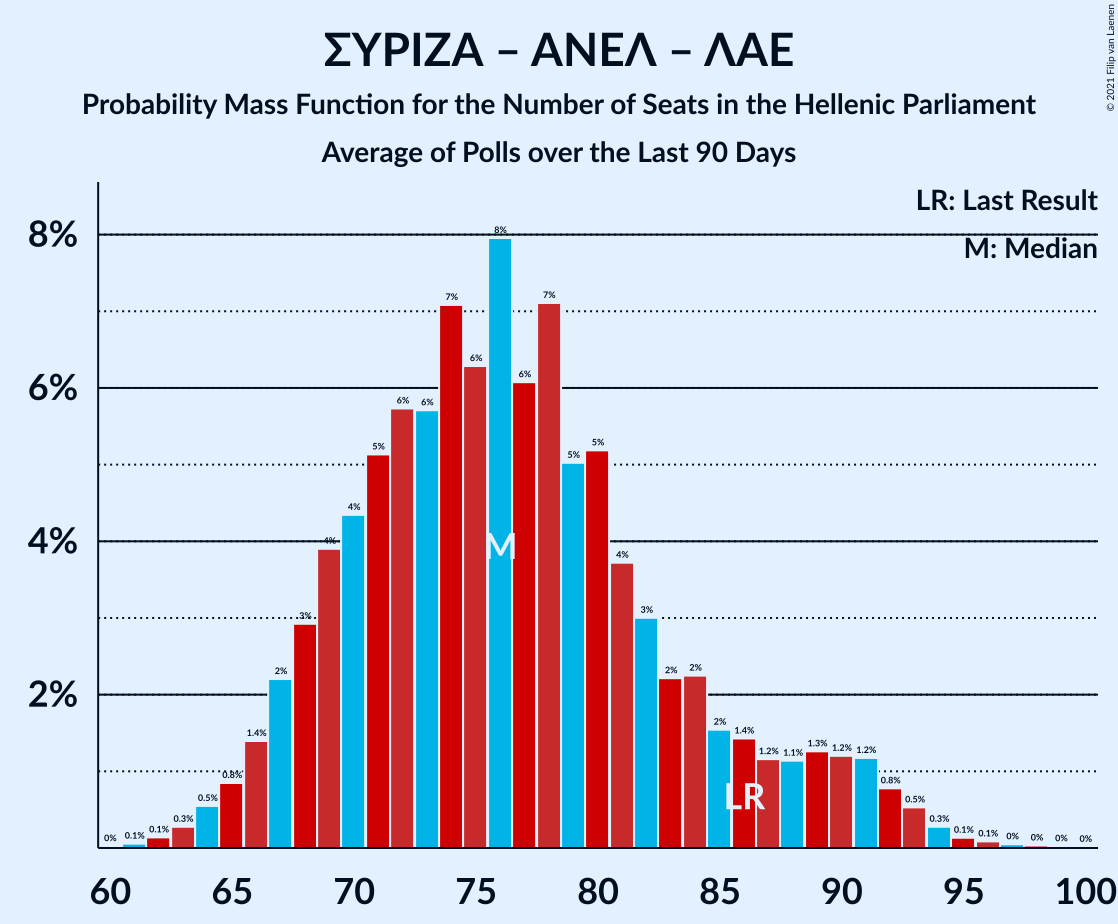 ΣΥΡΙΖΑ – ΑΝΕΛ – ΛΑΕ
Probability Mass Function for the Number of Seats in the Hellenic Parliament
Average of Polls over the Last 90 Days
© 2021 Filip van Laenen
LR: Last Result
M: Median
8%
6%
4%
2%
0% 0.1% 0.1% 0.3% 0.5% 0.8% 1.4% 2% 3% 4% 4% 5% 6% 6% 7% 6% 8% 6% 7% 5% 5% 4% 3% 2% 2% 2% 1.4% 1.2% 1.1% 1.3% 1.2% 1.2% 0.8% 0.5% 0.3% 0.1% 0.1% 0% 0% 0% 0%
M
LR
60 65 70 75 80 85 90 95 100